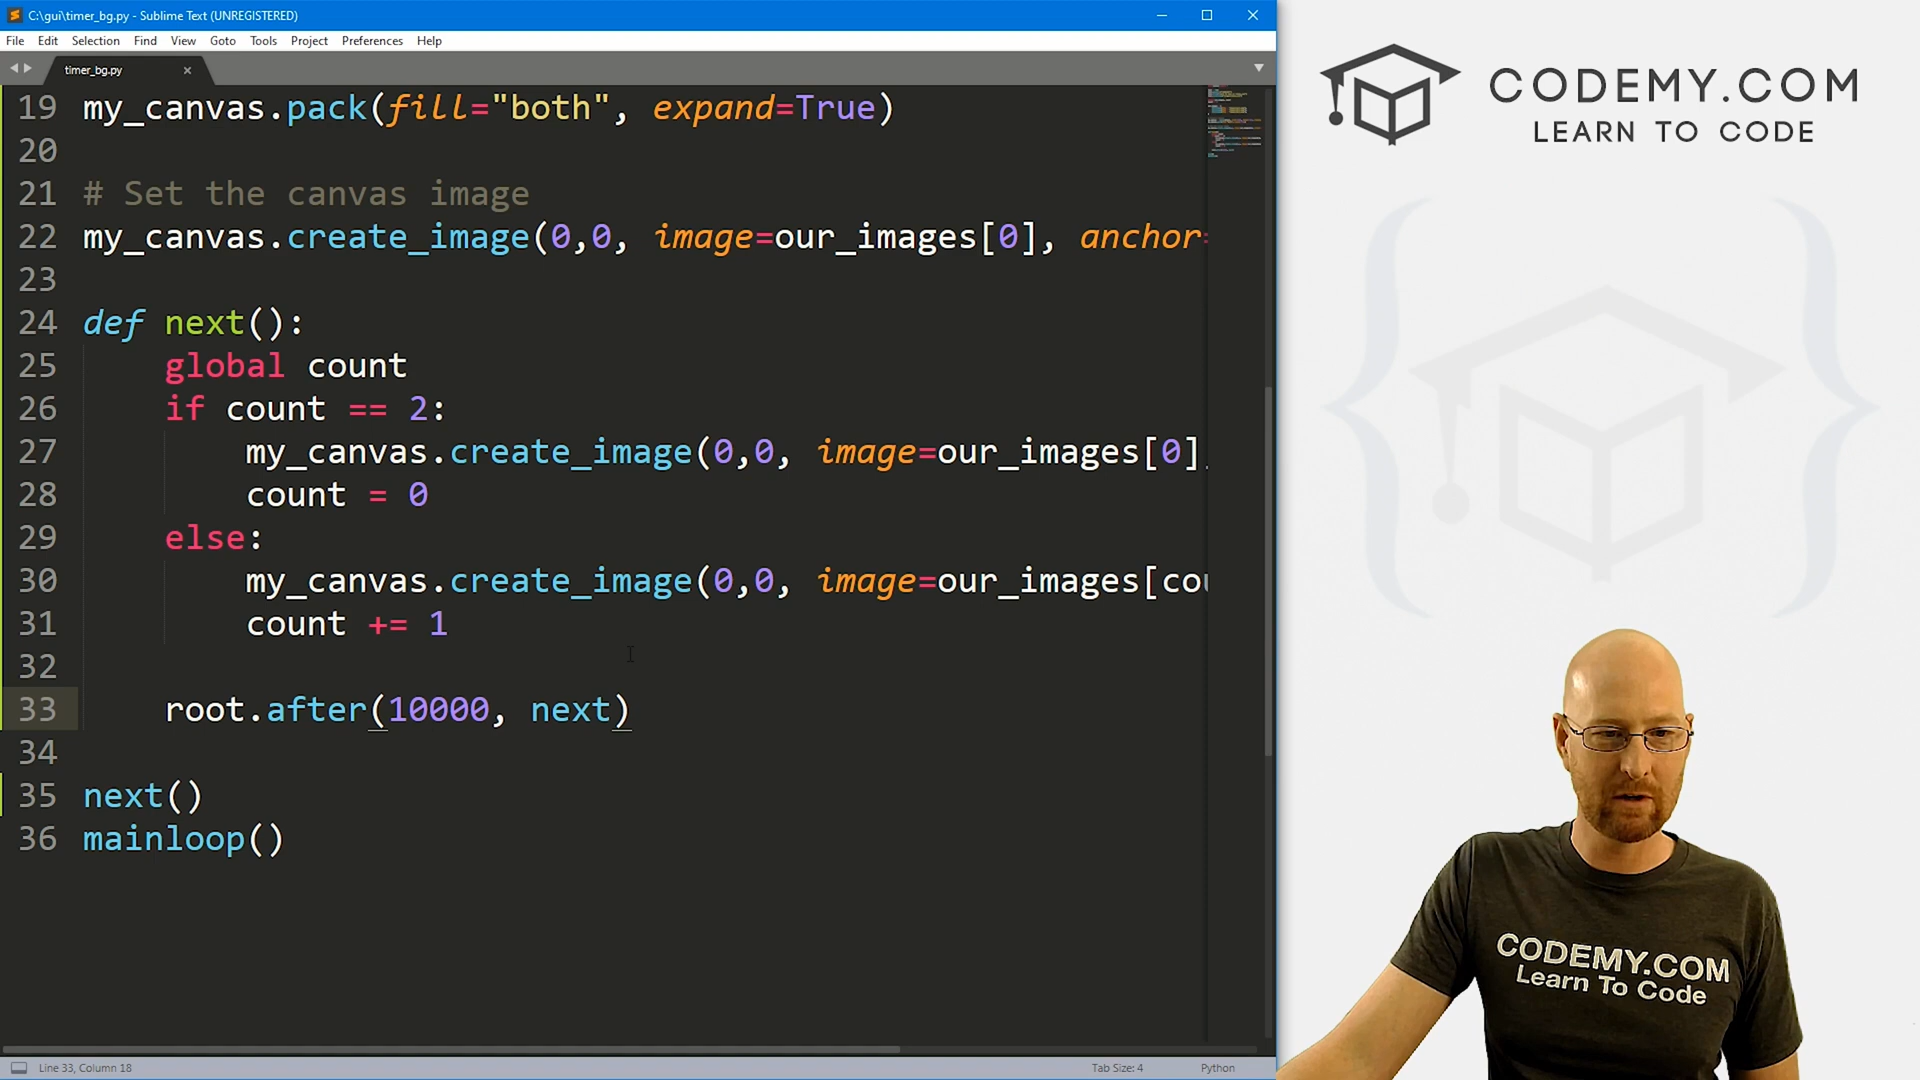 C:\gui\timer_bg.py - Sublime Text (UNREGISTERED)
File Edit Selection Find View Goto Tools Project Preferences Help
timer_bg.py
19 my_canvas.pack(fill="both", expand=True)
20
21 # Set the canvas image
22 my_canvas.create_image(0,0, image=our_images[0], anchor=
23
24 def next():
25 global count
26 if count == 2:
27 my_canvas.create_image(0,0, image=our_images[0],
28 count = 0
29 else:
30 my_canvas.create_image(0,0, image=our_images[cou
31 count += 1
32
33 root.after(10000, next)
34
35 next()
36 mainloop()
Line 33, Column 18
Tab Size: 4
Python
CODEMY.COM
LEARN TO CODE
CODEMY.COM
Learn To Code